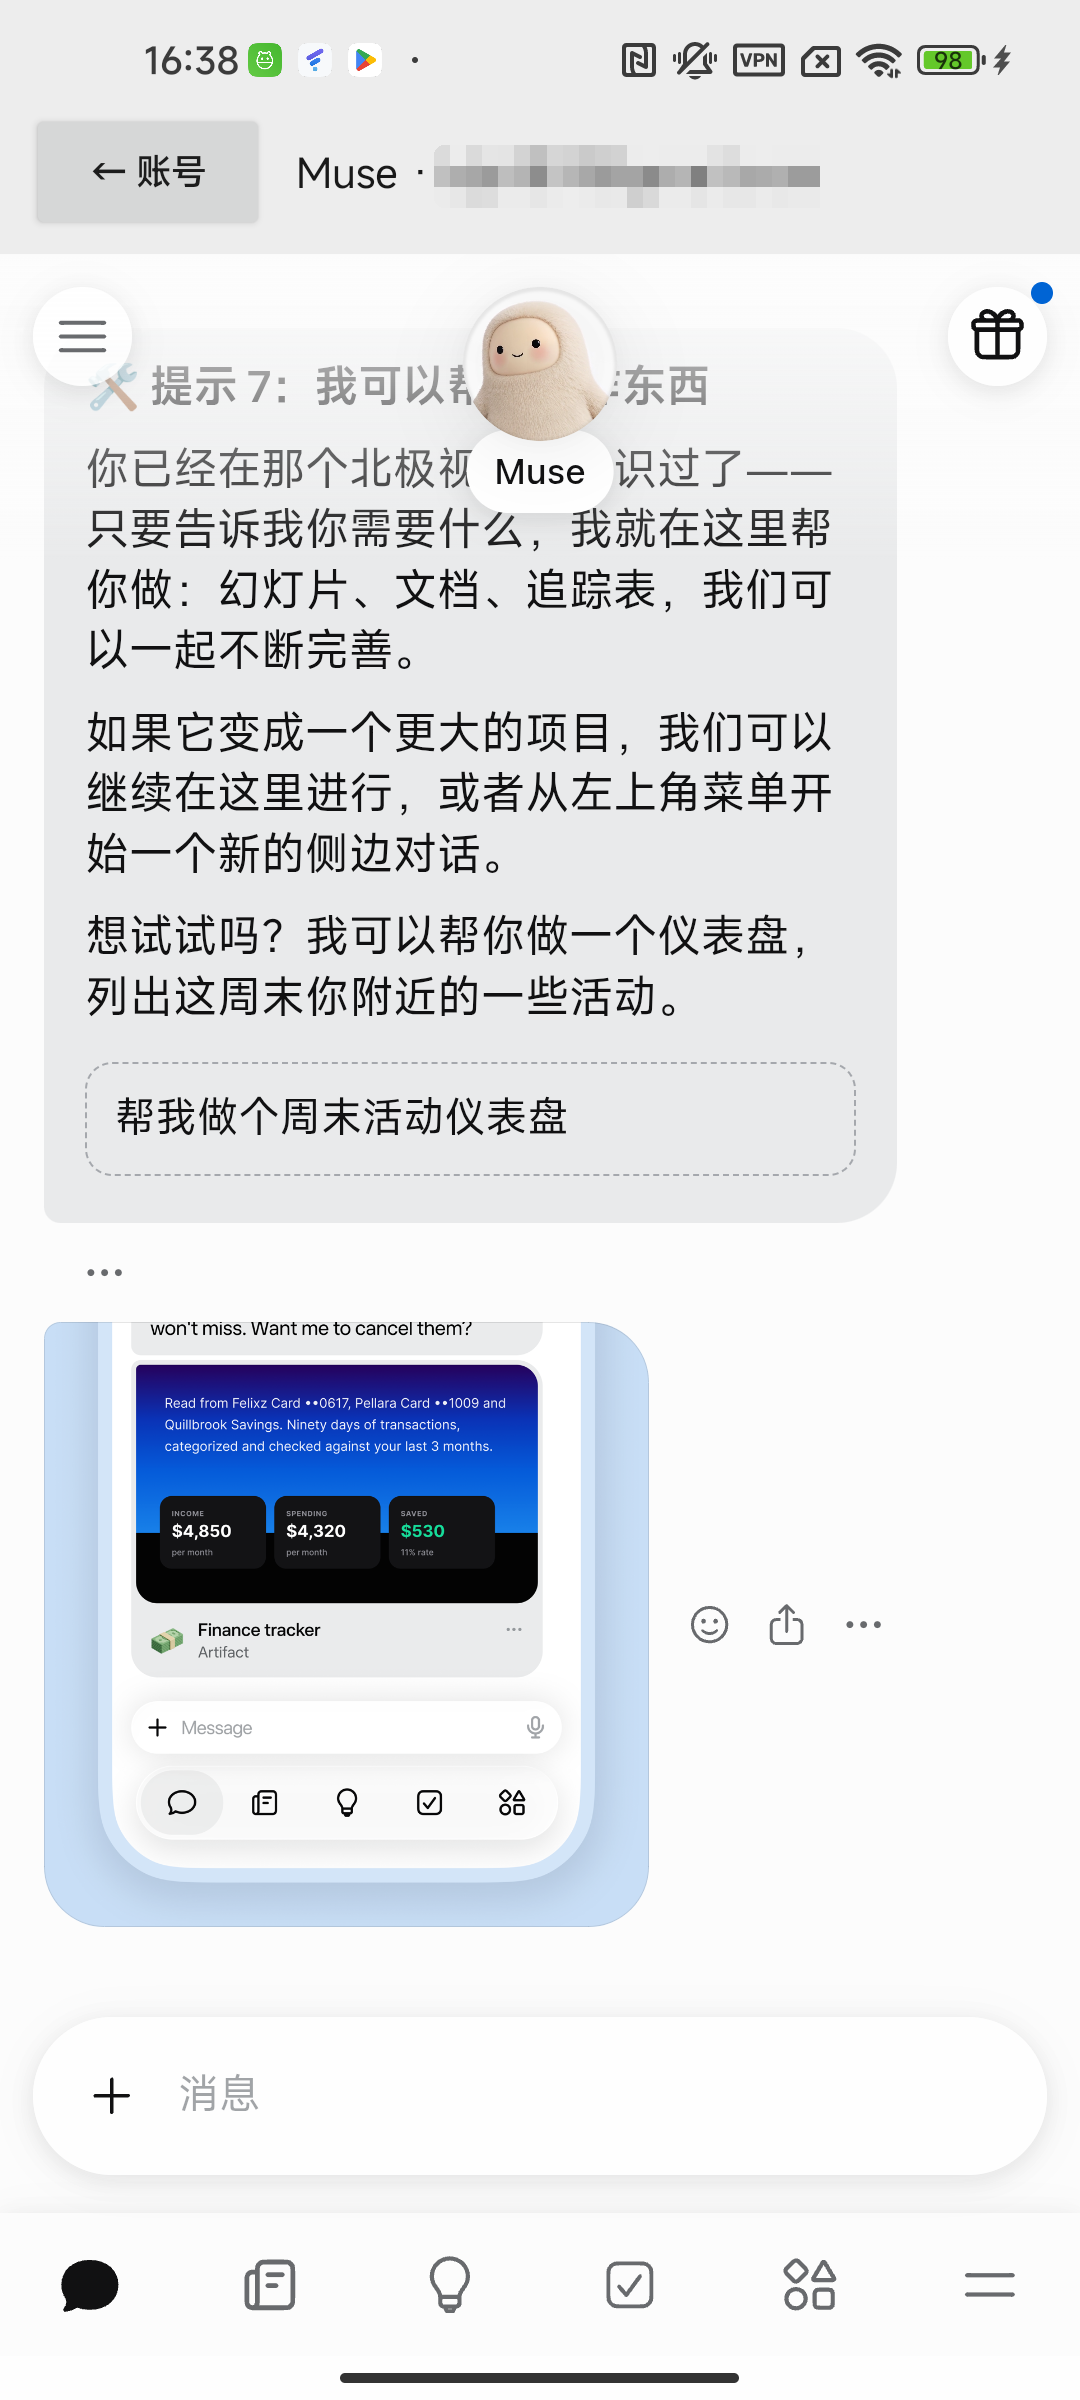 16:38
VPN
98
← 账号
Muse ·
提示 7：我可以帮
东西
Muse
你已经在那个北极视
识过了——
只要告诉我你需要什么，我就在这里帮
你做：幻灯片、文档、追踪表，我们可
以一起不断完善。
如果它变成一个更大的项目，我们可以
继续在这里进行，或者从左上角菜单开
始一个新的侧边对话。
想试试吗？我可以帮你做一个仪表盘，
列出这周末你附近的一些活动。
帮我做个周末活动仪表盘
won't miss. Want me to cancel them?
Read from Felixz Card ••0617, Pellara Card ••1009 and
Quillbrook Savings. Ninety days of transactions,
categorized and checked against your last 3 months.
INCOME SPENDING SAVED
$4,850 $4,320 $530
per month per month 11% rate
Finance tracker
Artifact
Message
消息